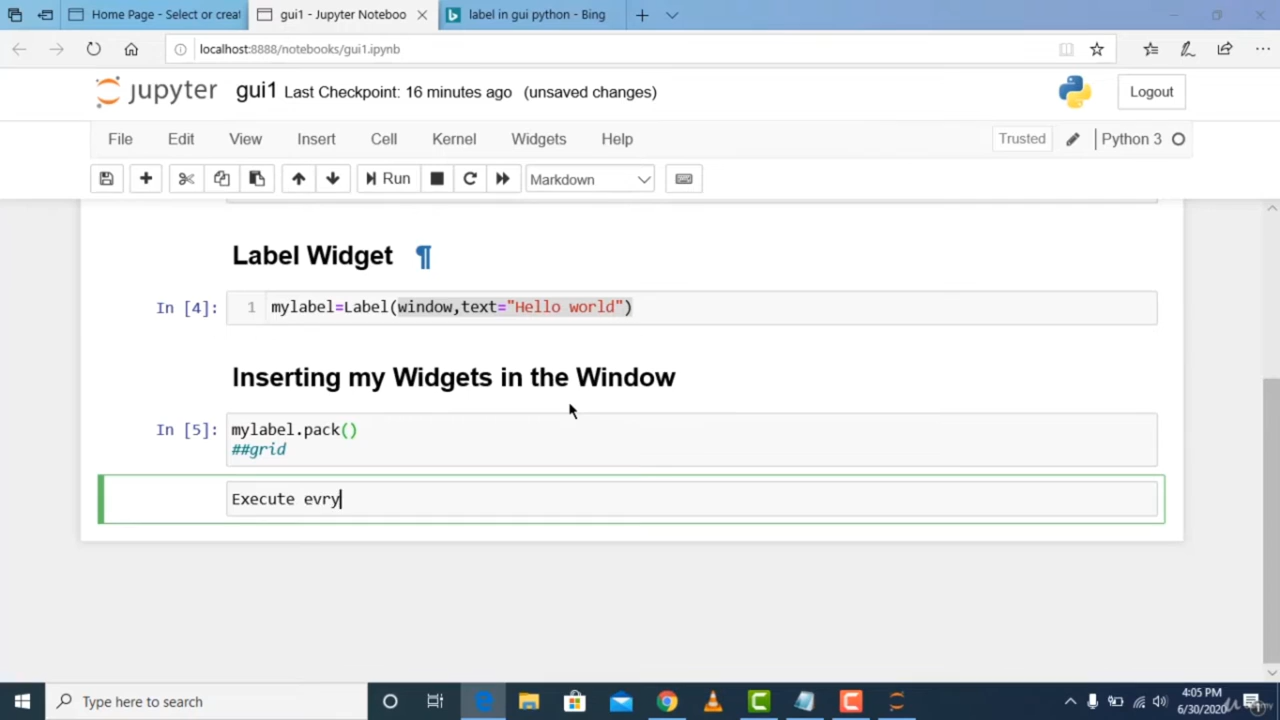 Home Page - Select or creat
gui1 - Jupyter Noteboo
label in gui python - Bing
localhost:8888/notebooks/gui1.ipynb
jupyter gui1 Last Checkpoint: 16 minutes ago (unsaved changes)
Logout
File Edit View Insert Cell Kernel Widgets Help
Trusted Python 3
Run Markdown
Label Widget ¶
In [4]: 1 mylabel=Label(window,text="Hello world")
Inserting my Widgets in the Window
In [5]: mylabel.pack()
##grid
Execute evry
Type here to search
4:05 PM
6/30/2020